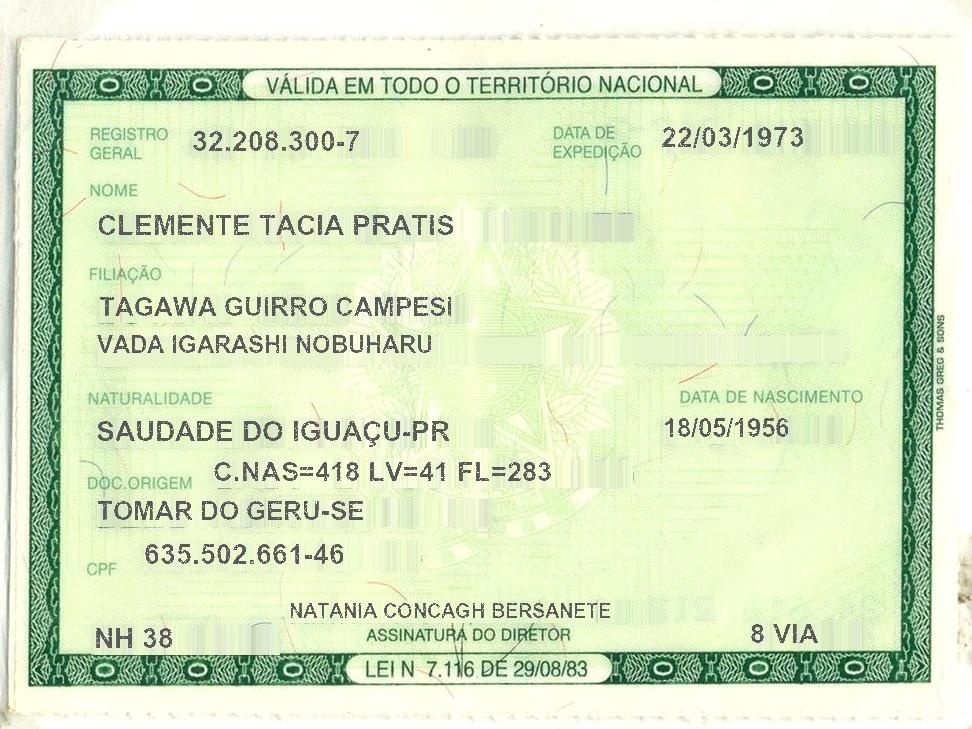 VÁLIDA EM TODO O TERRITÓRIO NACIONAL
REGISTRO GERAL 32.208.300-7 DATA DE EXPEDIÇÃO 22/03/1973
NOME
CLEMENTE TACIA PRATIS
FILIAÇÃO
TAGAWA GUIRRO CAMPESI
VADA IGARASHI NOBUHARU
NATURALIDADE DATA DE NASCIMENTO
SAUDADE DO IGUAÇU-PR 18/05/1956
DOC.ORIGEM C.NAS=418 LV=41 FL=283
TOMAR DO GERU-SE
CPF 635.502.661-46
NATANIA CONCAGH BERSANETE
NH 38 ASSINATURA DO DIRETOR 8 VIA
LEI N 7.116 DE 29/08/83
THOMAS GREG & SONS